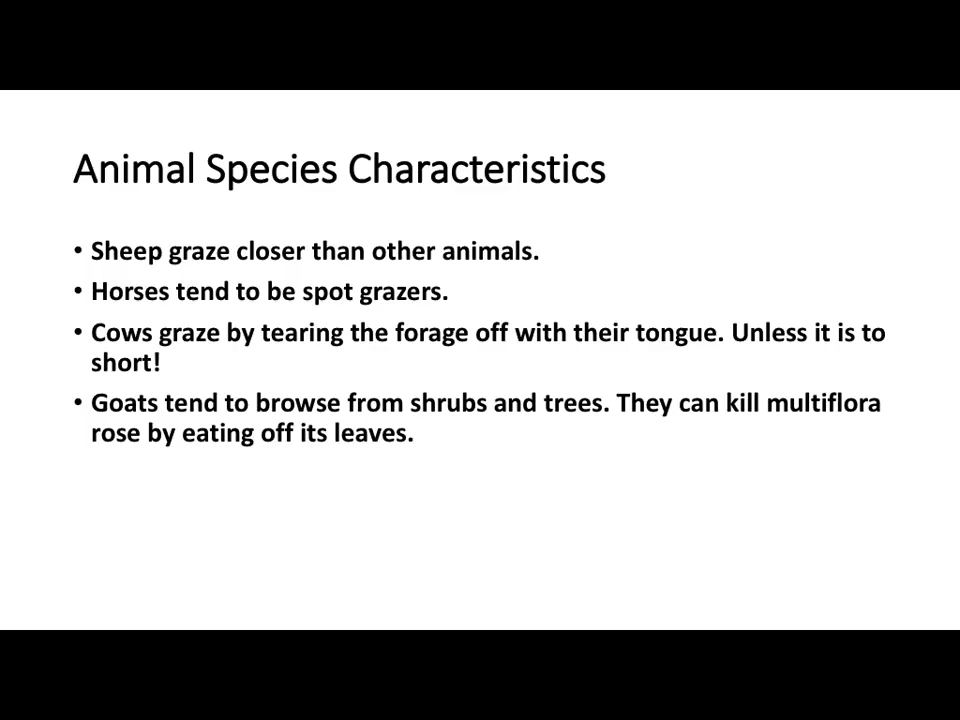 Animal Species Characteristics
• Sheep graze closer than other animals.
• Horses tend to be spot grazers.
• Cows graze by tearing the forage off with their tongue. Unless it is to
short!
• Goats tend to browse from shrubs and trees. They can kill multiflora
rose by eating off its leaves.